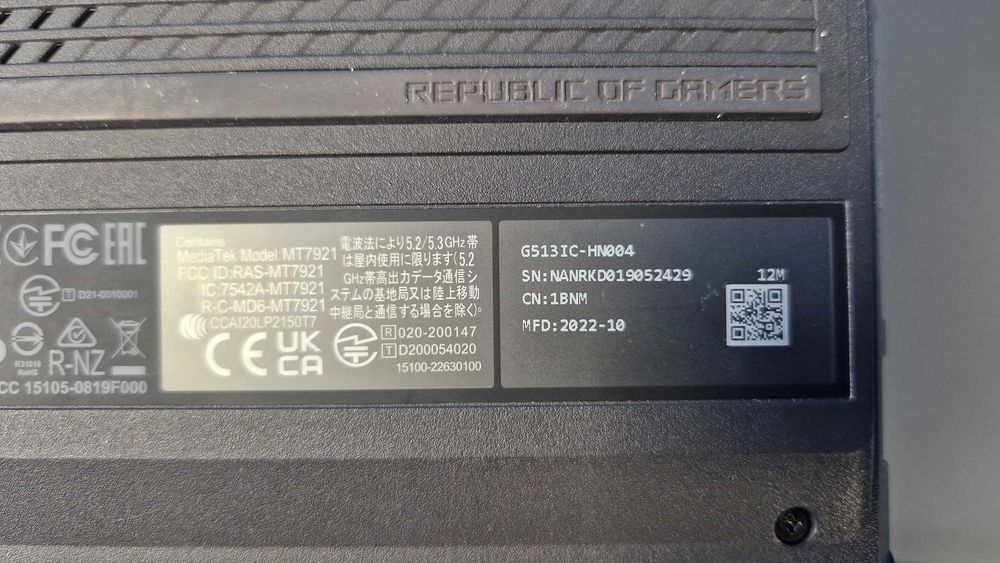 REPUBLIC OF GAMERS
FC EAC
T D21-0010001
R31018
RoHS
R-NZ
CC 15105-0819F000
Contains
MediaTek Model: MT7921
FCC ID:RAS-MT7921
IC:7542A-MT7921
R-C-MD6-MT7921
CCAI20LP2150T7
CE UK
CA
電波法により5.2/5.3GHz帯
は屋内使用に限ります(5.2
GHz帯高出力データ通信シ
ステムの基地局又は陸上移動
中継局と通信する場合を除く)。
R 020-200147
T D200054020
15100-22630100
G513IC-HN004
SN:NANRKD019052429
12M
CN:1BNM
MFD:2022-10